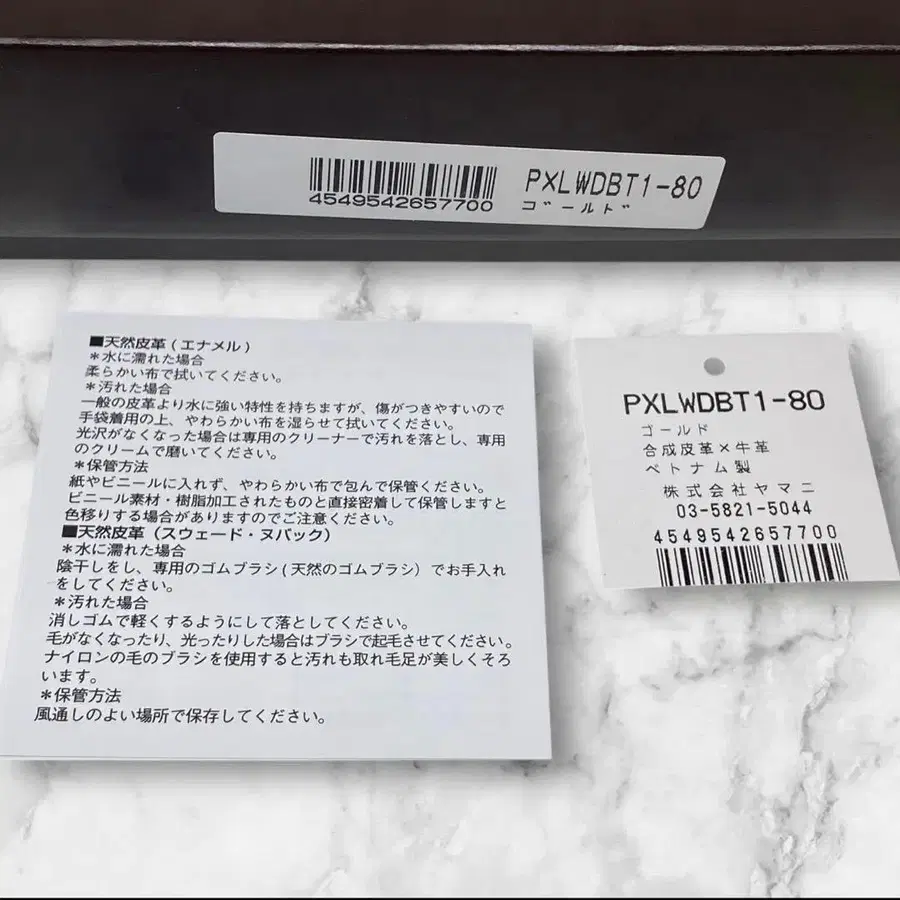 4549542657700
PXLWDBT1-80
ゴールド
■天然皮革(エナメル)
*水に濡れた場合
柔らかい布で拭いてください。
*汚れた場合
一般の皮革より水に強い特性を持ちますが、傷がつきやすいので
手袋着用の上、やわらかい布を湿らせて拭いてください。
光沢がなくなった場合は専用のクリーナーで汚れを落とし、専用
のクリームで磨いてください。
*保管方法
紙やビニールに入れず、やわらかい布で包んで保管ください。
ビニール素材・樹脂加工されたものと直接密着して保管しますと
色移りする場合がありますのでご注意ください。
■天然皮革(スウェード・ヌバック)
*水に濡れた場合
陰干しをし、専用のゴムブラシ(天然のゴムブラシ)でお手入れ
をしてください。
*汚れた場合
消しゴムで軽くするようにして落としてください。
毛がなくなったり、光ったりした場合はブラシで起毛させてください。
ナイロンの毛のブラシを使用すると汚れも取れ毛足が美しくそろ
います。
*保管方法
風通しのよい場所で保存してください。
PXLWDBT1-80
ゴールド
合成皮革×牛革
ベトナム製
株式会社ヤマニ
03-5821-5044
4549542657700